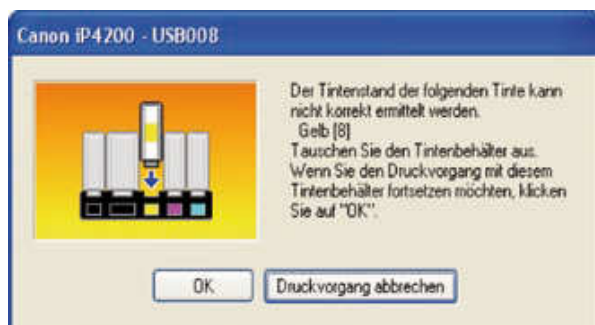 Canon iP4200 - USB008
Der Tintenstand der folgenden Tinte kann
nicht korrekt ermittelt werden.
Gelb [8]
Tauschen Sie den Tintenbehälter aus.
Wenn Sie den Druckvorgang mit diesem
Tintenbehälter fortsetzen möchten, klicken
Sie auf "OK".
OK
Druckvorgang abbrechen